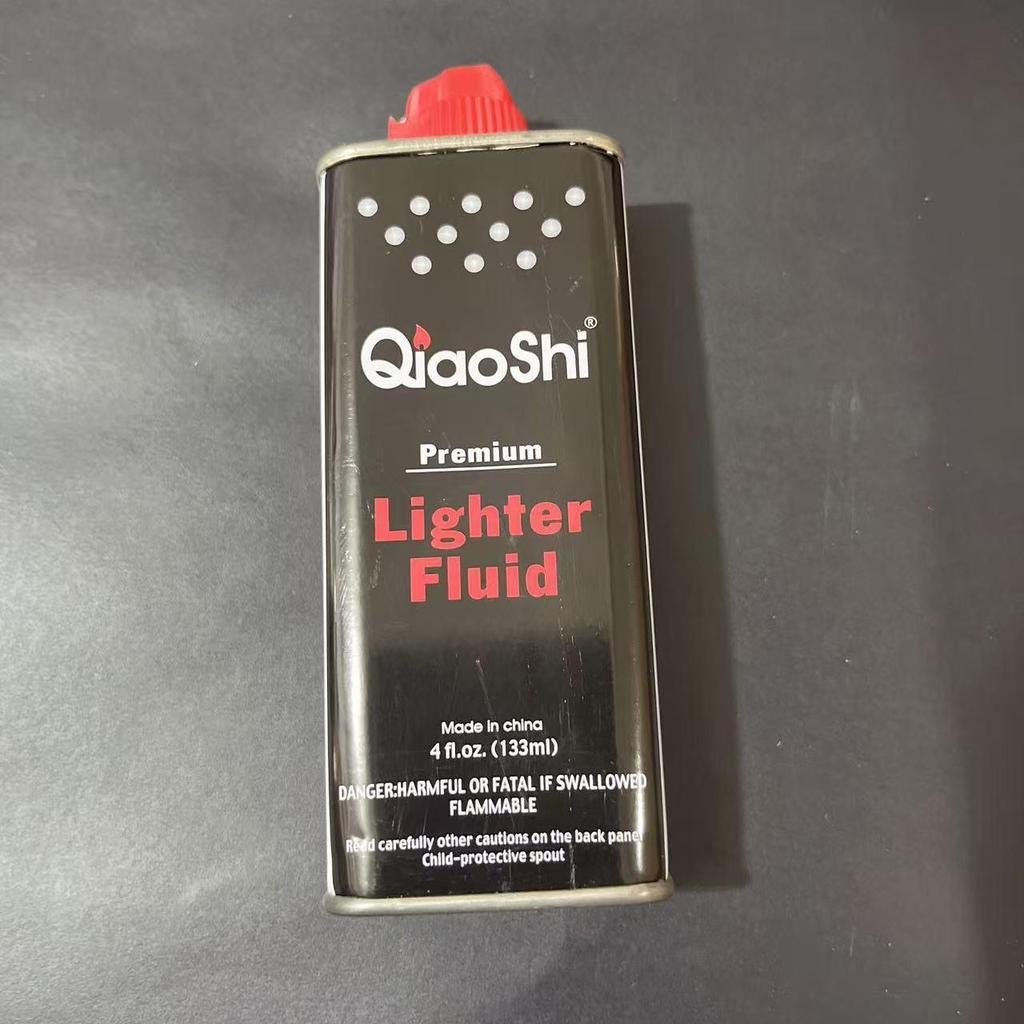 QiaoShi®
Premium
Lighter
Fluid
Made in china
4 fl.oz. (133ml)
DANGER:HARMFUL OR FATAL IF SWALLOWED
FLAMMABLE
Read carefully other cautions on the back panel
Child-protective spout